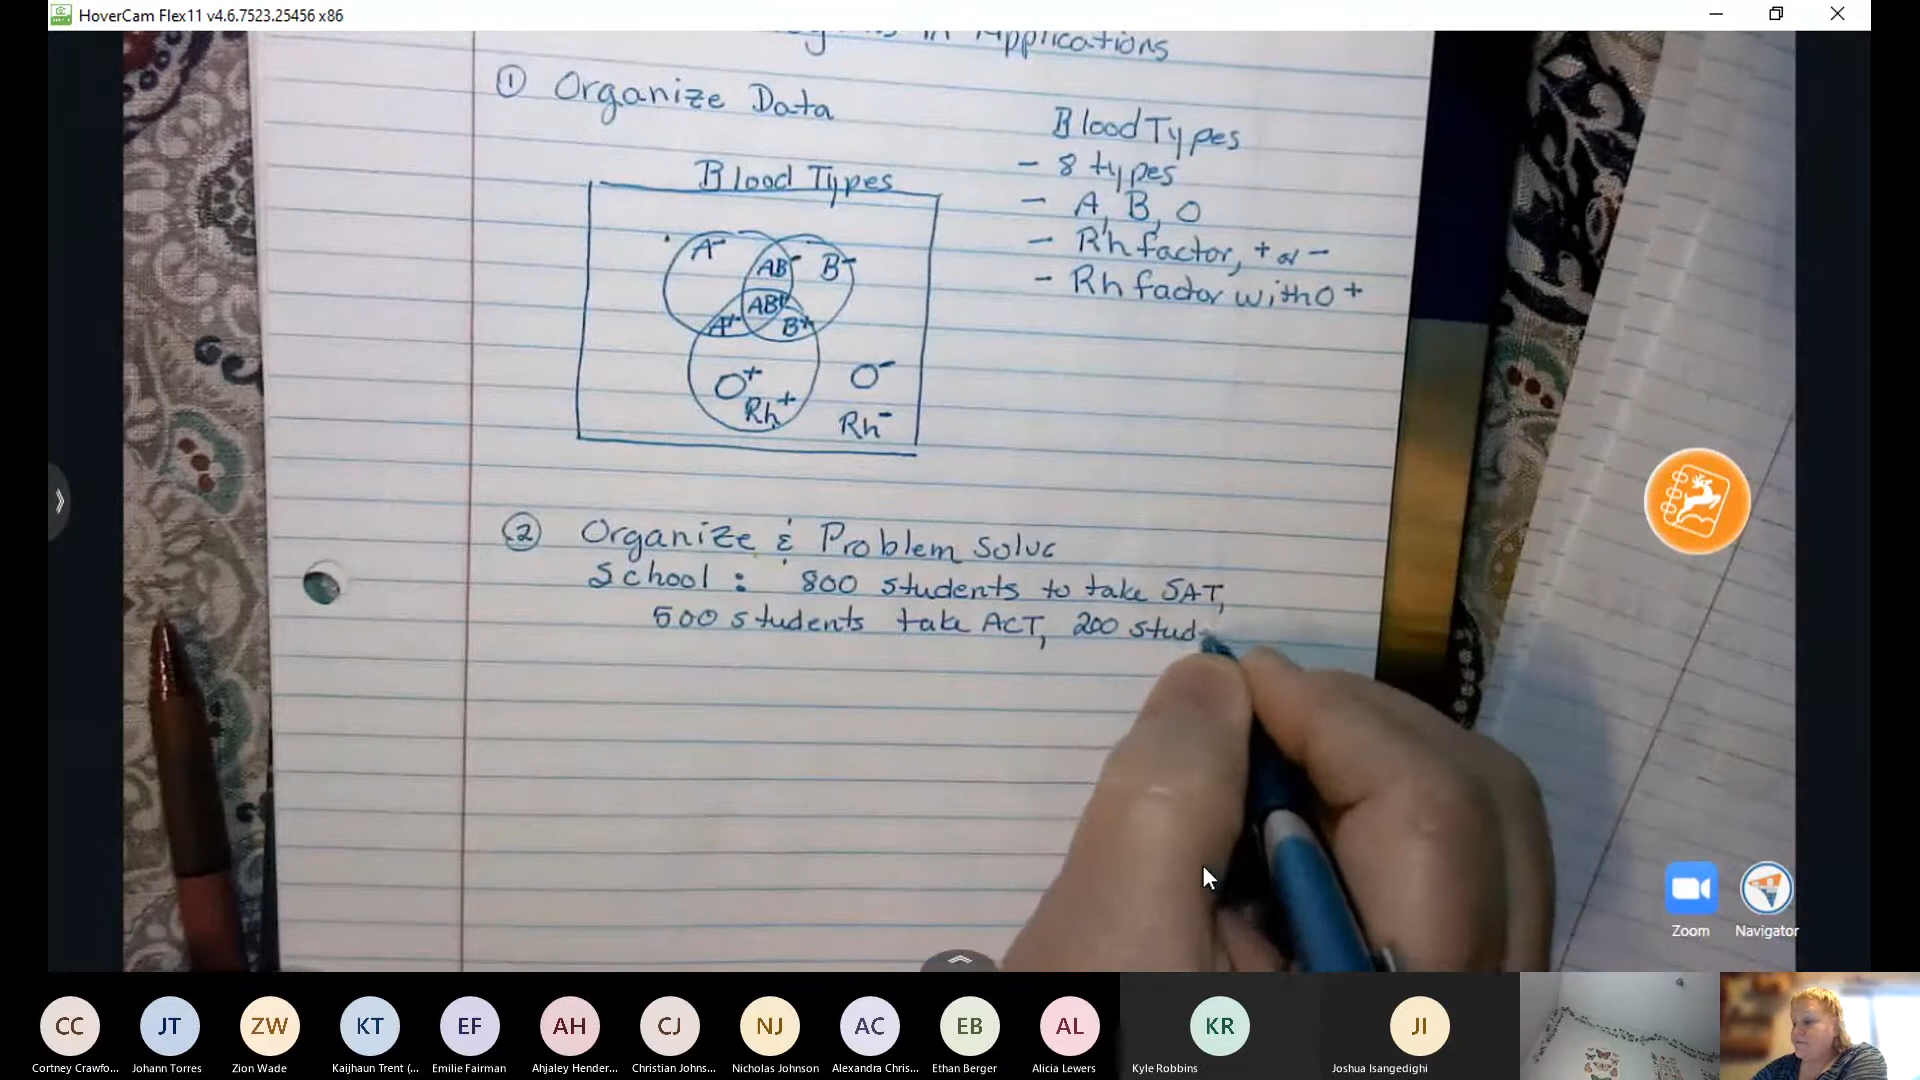 HoverCam Flex11 v4.6.7523.25456 x86
in Applications
① Organize Data
Blood Types
A⁻
AB⁻
B⁻
AB⁺
A⁺
B⁺
O⁺
Rh⁺
O⁻
Rh⁻
Blood Types
- 8 types
- A, B, O
- Rh factor, + or -
- Rh factor with O +
② Organize & Problem Solve
School : 800 students to take SAT,
500 students take ACT, 200 stud
Zoom
Navigator
CC
JT
ZW
KT
EF
AH
CJ
NJ
AC
EB
AL
KR
JI
Cortney Crawfo...
Johann Torres
Zion Wade
Kaijhaun Trent (...
Emilie Fairman
Ahjaley Hender...
Christian Johns...
Nicholas Johnson
Alexandra Chris...
Ethan Berger
Alicia Lewers
Kyle Robbins
Joshua Isangedighi